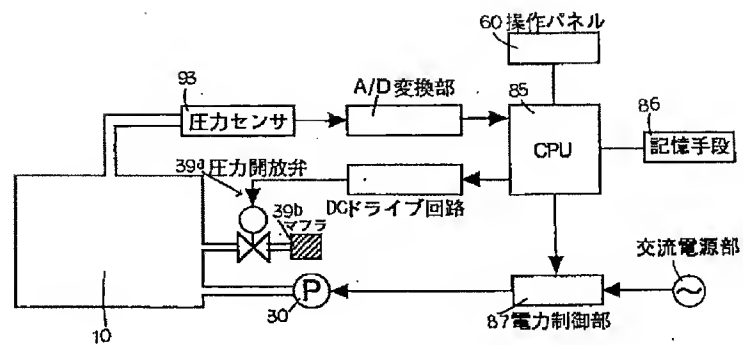 60操作パネル
93
圧力センサ
A/D変換部
85
CPU
86
記憶手段
39a圧力開放弁
DCドライブ回路
39b
マフラ
交流電源部
10
P
30
87電力制御部